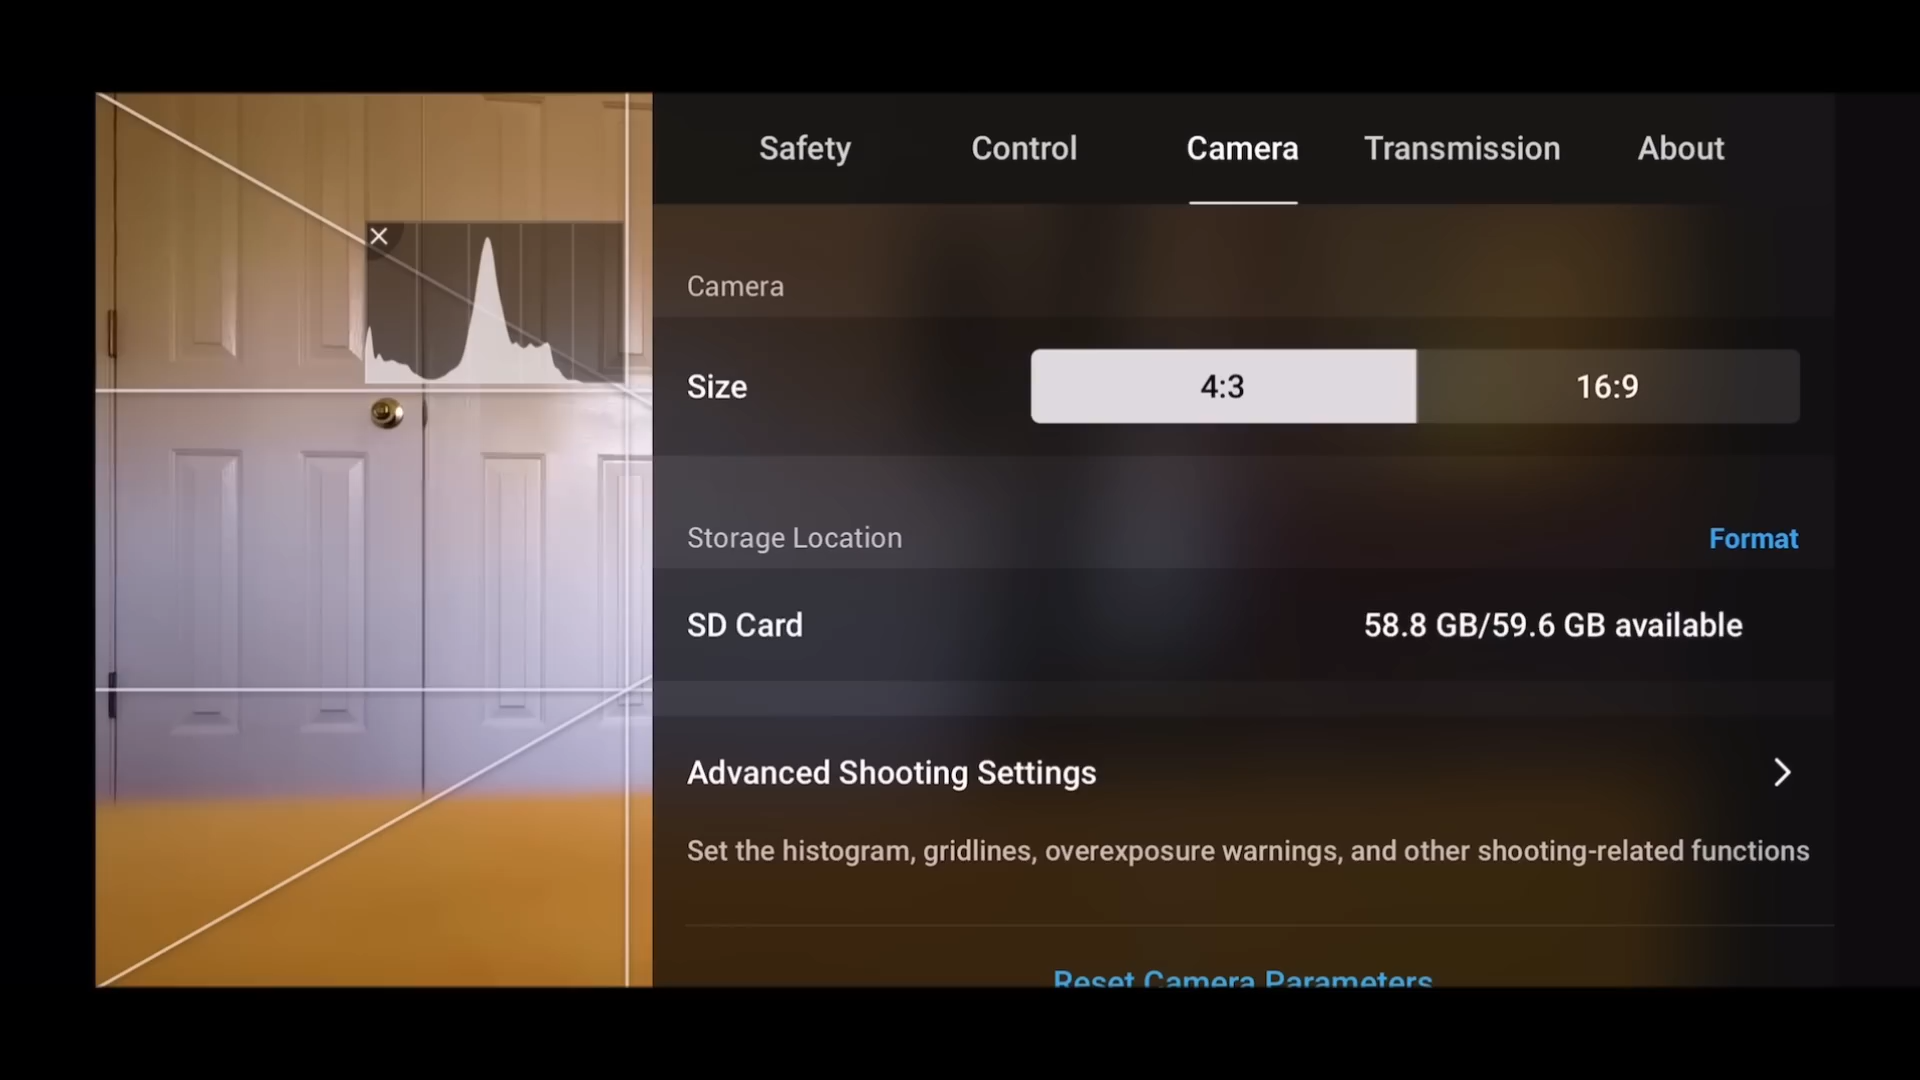 Safety Control Camera Transmission About
Camera
Size 4:3 16:9
Storage Location Format
SD Card 58.8 GB/59.6 GB available
Advanced Shooting Settings
Set the histogram, gridlines, overexposure warnings, and other shooting-related functions
Reset Camera Parameters